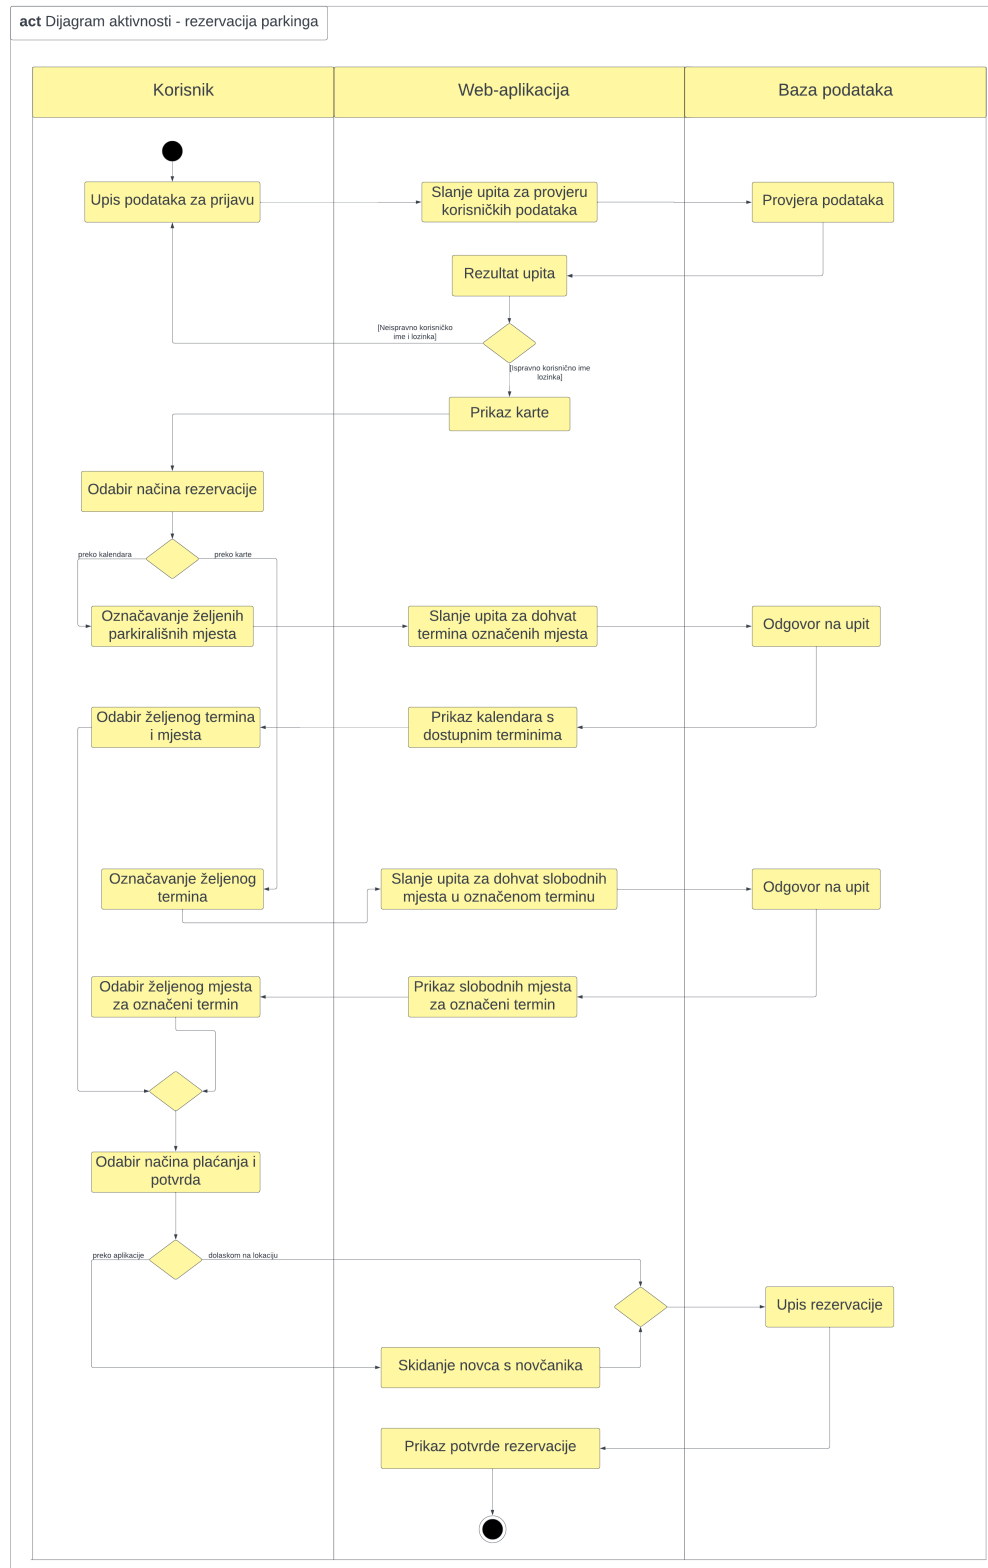 act Dijagram aktivnosti - rezervacija parkinga
Korisnik
Web-aplikacija
Baza podataka
Upis podataka za prijavu
Slanje upita za provjeru
korisničkih podataka
Provjera podataka
Rezultat upita
[Neispravno korisničko
ime i lozinka]
[Ispravno korisnično ime
lozinka]
Prikaz karte
Odabir načina rezervacije
preko kalendara
preko karte
Označavanje željenih
parkirališnih mjesta
Slanje upita za dohvat
termina označenih mjesta
Odgovor na upit
Odabir željenog termina
i mjesta
Prikaz kalendara s
dostupnim terminima
Označavanje željenog
termina
Slanje upita za dohvat slobodnih
mjesta u označenom terminu
Odgovor na upit
Odabir željenog mjesta
za označeni termin
Prikaz slobodnih mjesta
za označeni termin
Odabir načina plaćanja i
potvrda
preko aplikacije
dolaskom na lokaciju
Upis rezervacije
Skidanje novca s novčanika
Prikaz potvrde rezervacije